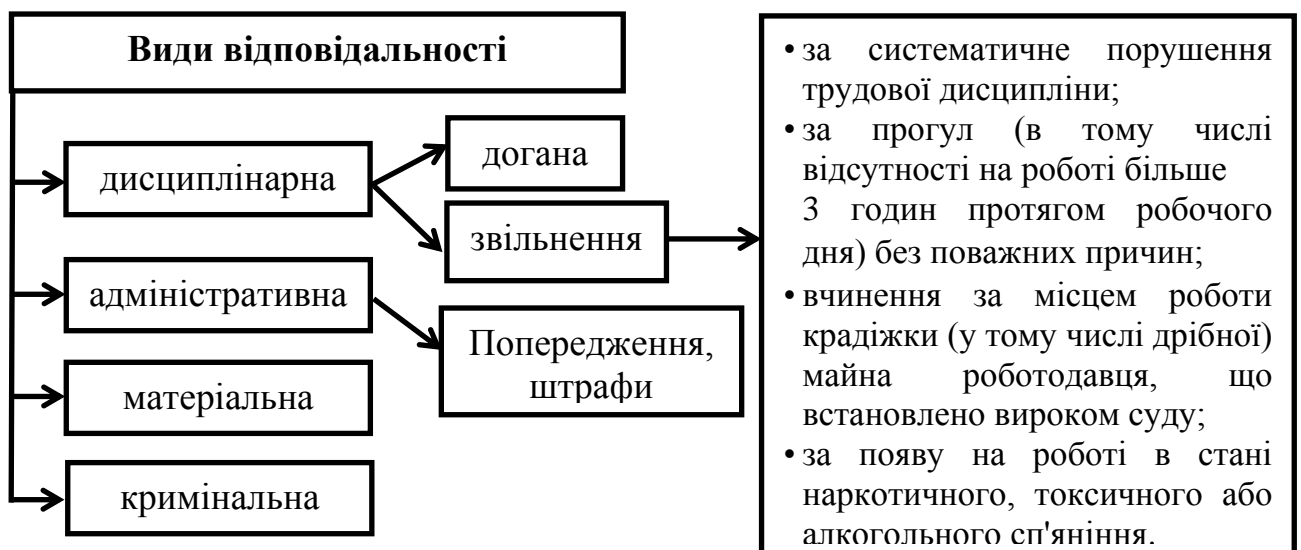 Види відповідальності
дисциплінарна
догана
звільнення
адміністративна
Попередження,
штрафи
матеріальна
кримінальна
• за систематичне порушення
трудової дисципліни;
• за прогул (в тому числі
відсутності на роботі більше
3 годин протягом робочого
дня) без поважних причин;
• вчинення за місцем роботи
крадіжки (у тому числі дрібної)
майна роботодавця, що
встановлено вироком суду;
• за появу на роботі в стані
наркотичного, токсичного або
алкогольного сп'яніння.